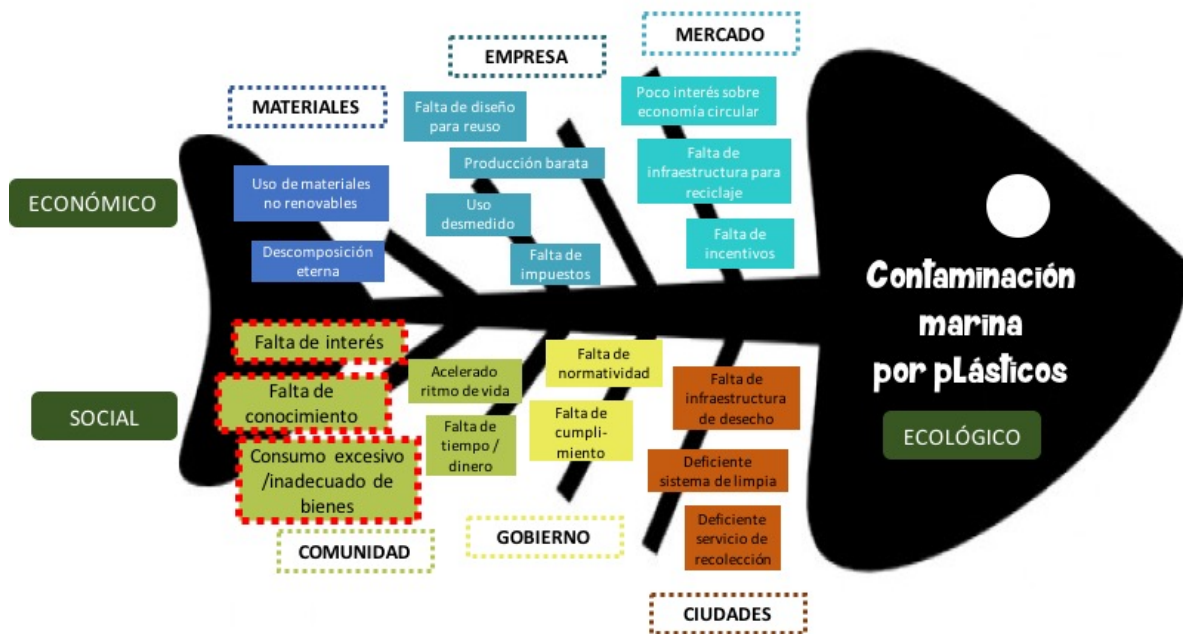 MERCADO
EMPRESA
MATERIALES
Poco interés sobre
economía circular
Falta de diseño
para reuso
Falta de
infraestructura para
reciclaje
Producción barata
Uso de materiales
no renovables
Uso
desmedido
Falta de
incentivos
Descomposición
eterna
Falta de
impuestos
ECONÓMICO
Contaminación
marina
por plásticos
ECOLÓGICO
SOCIAL
Falta de interés
Falta de
conocimiento
Consumo excesivo
/inadecuado de
bienes
Acelerado
ritmo de vida
Falta de
tiempo /
dinero
Falta de
normatividad
Falta de
cumpli-
miento
Falta de
infraestructura
de desecho
Deficiente
sistema de limpia
Deficiente
servicio de
recolección
COMUNIDAD
GOBIERNO
CIUDADES